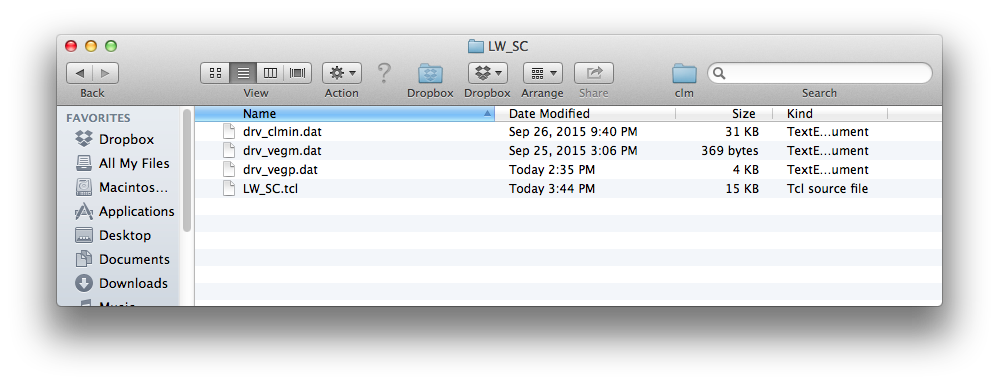 LW_SC
Back View Action Dropbox Dropbox Arrange Share clm Search
FAVORITES
Dropbox
All My Files
Macintos...
Applications
Desktop
Documents
Downloads
Music
Name Date Modified Size Kind
drv_clmin.dat Sep 26, 2015 9:40 PM 31 KB TextE...ument
drv_vegm.dat Sep 25, 2015 3:06 PM 369 bytes TextE...ument
drv_vegp.dat Today 2:35 PM 4 KB TextE...ument
LW_SC.tcl Today 3:44 PM 15 KB Tcl source file